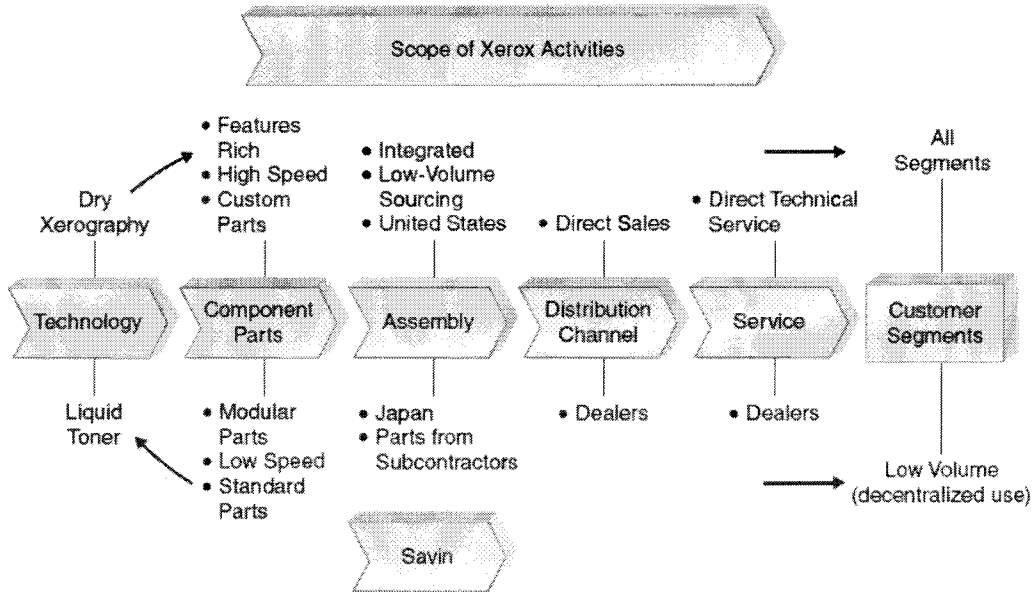 Scope of Xerox Activities
Dry
Xerography
• Features
Rich
• High Speed
• Custom
Parts
• Integrated
• Low-Volume
Sourcing
• United States
• Direct Sales
• Direct Technical
Service
All
Segments
Technology
Component
Parts
Assembly
Distribution
Channel
Service
Customer
Segments
Liquid
Toner
• Modular
Parts
• Low Speed
• Standard
Parts
• Japan
• Parts from
Subcontractors
• Dealers
• Dealers
Low Volume
(decentralized use)
Savin